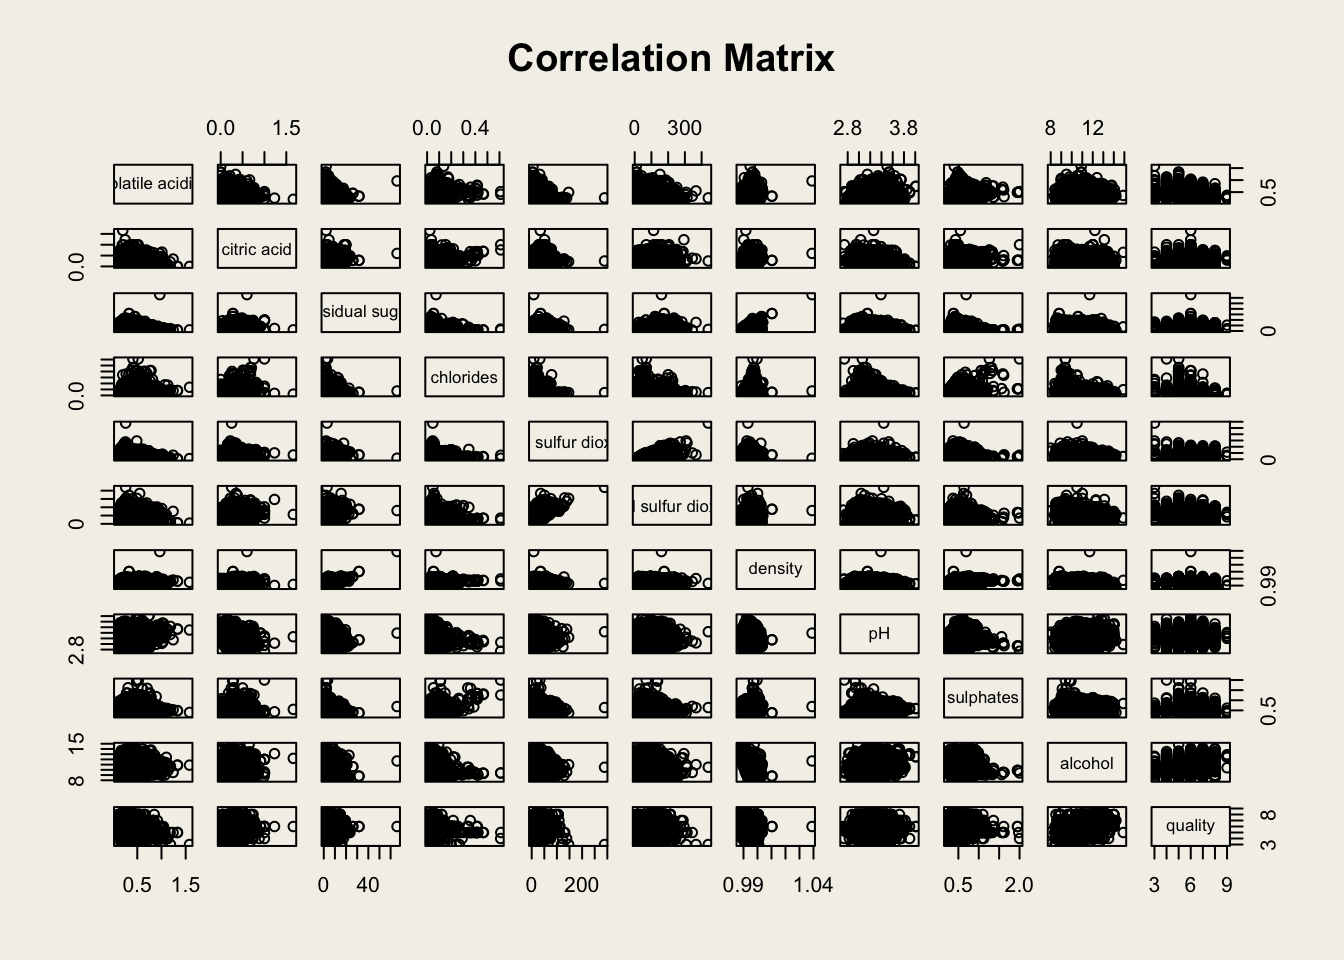 Correlation Matrix
0.0 1.5 0.0 0.4 0 300 2.8 3.8 8 12
olatile acidi 0.5
0.0 citric acid
sidual sug 0
0.0 chlorides
sulfur diox 0
0 l sulfur diox
density 0.99
2.8 pH
sulphates 0.5
8 15 alcohol
quality 3 8
0.5 1.5 0 40 0 200 0.99 1.04 0.5 2.0 3 6 9